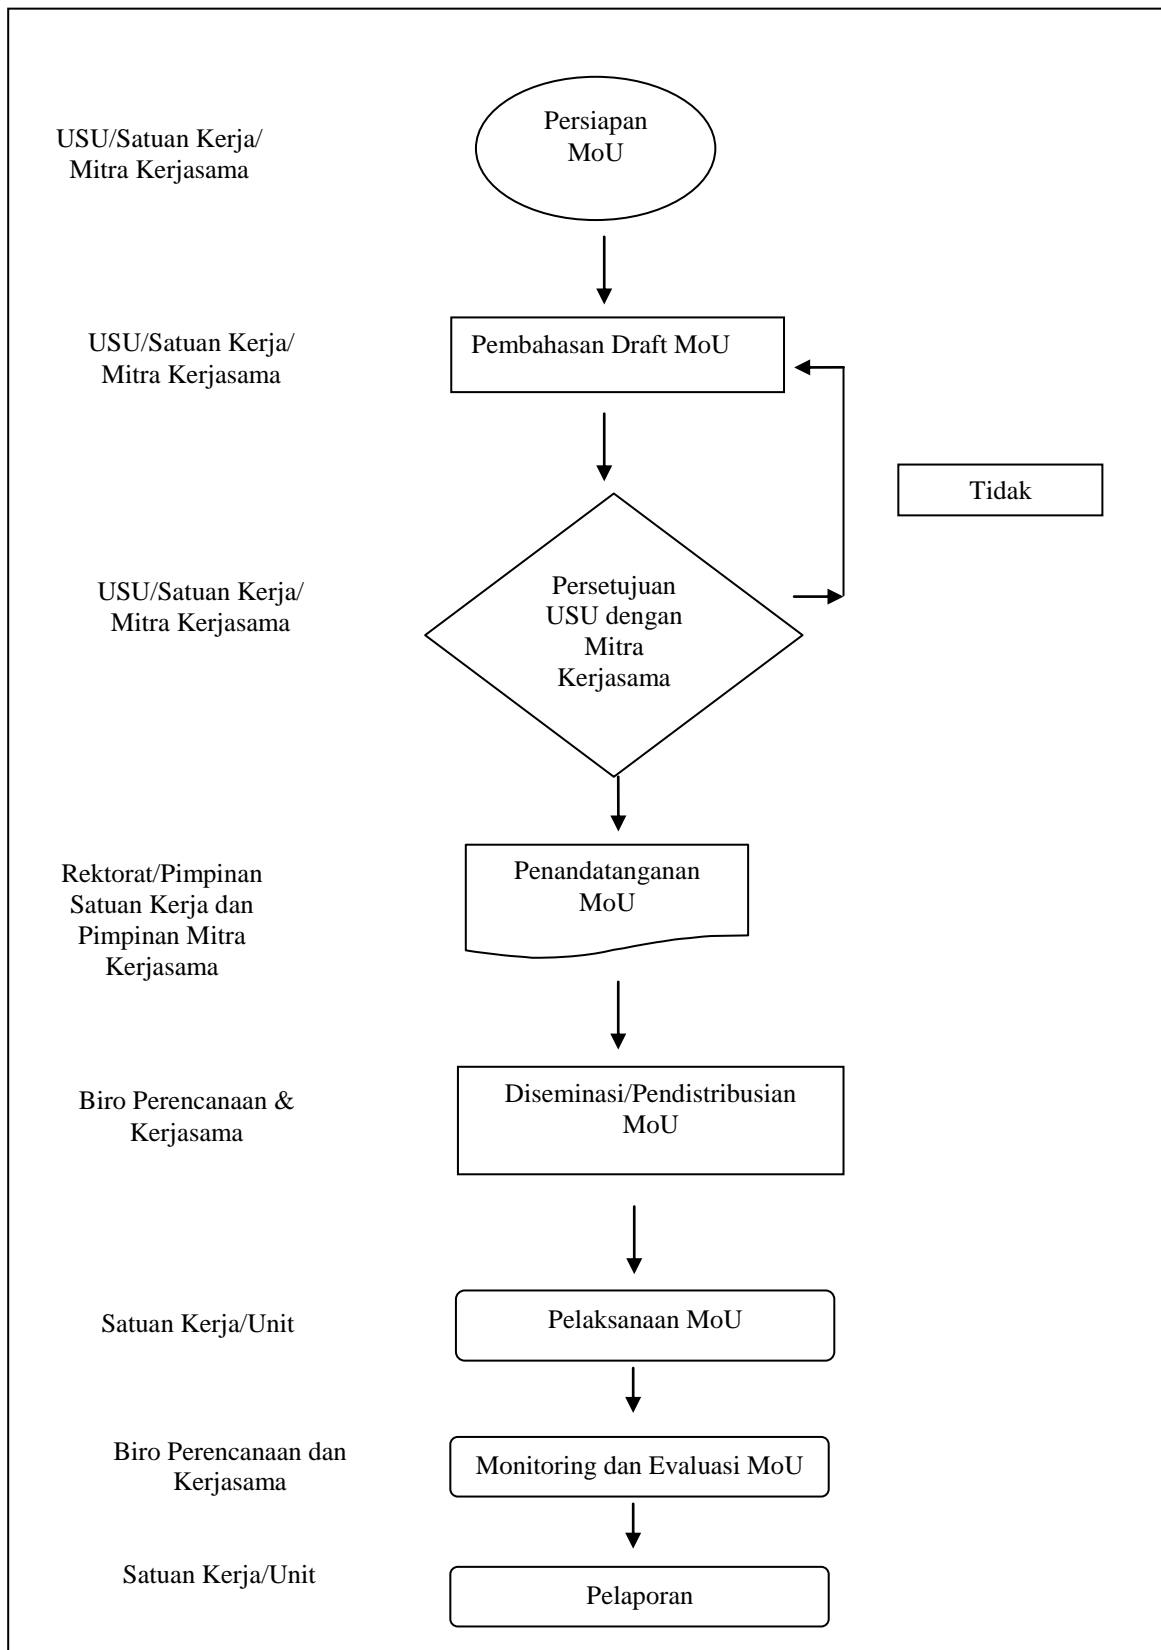 Persiapan
MoU
USU/Satuan Kerja/
Mitra Kerjasama
USU/Satuan Kerja/
Mitra Kerjasama
Pembahasan Draft MoU
Tidak
USU/Satuan Kerja/
Mitra Kerjasama
Persetujuan
USU dengan
Mitra
Kerjasama
Rektorat/Pimpinan
Satuan Kerja dan
Pimpinan Mitra
Kerjasama
Penandatanganan
MoU
Biro Perencanaan &
Kerjasama
Diseminasi/Pendistribusian
MoU
Satuan Kerja/Unit
Pelaksanaan MoU
Biro Perencanaan dan
Kerjasama
Monitoring dan Evaluasi MoU
Satuan Kerja/Unit
Pelaporan